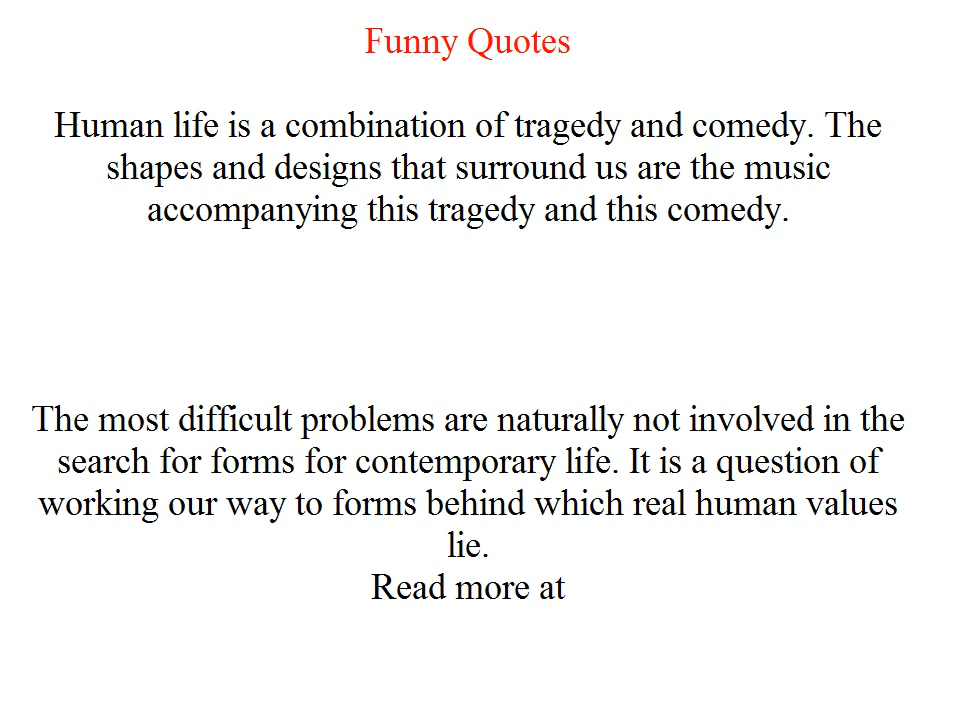 Funny Quotes
Human life is a combination of tragedy and comedy. The
shapes and designs that surround us are the music
accompanying this tragedy and this comedy.
The most difficult problems are naturally not involved in the
search for forms for contemporary life. It is a question of
working our way to forms behind which real human values
lie.
Read more at